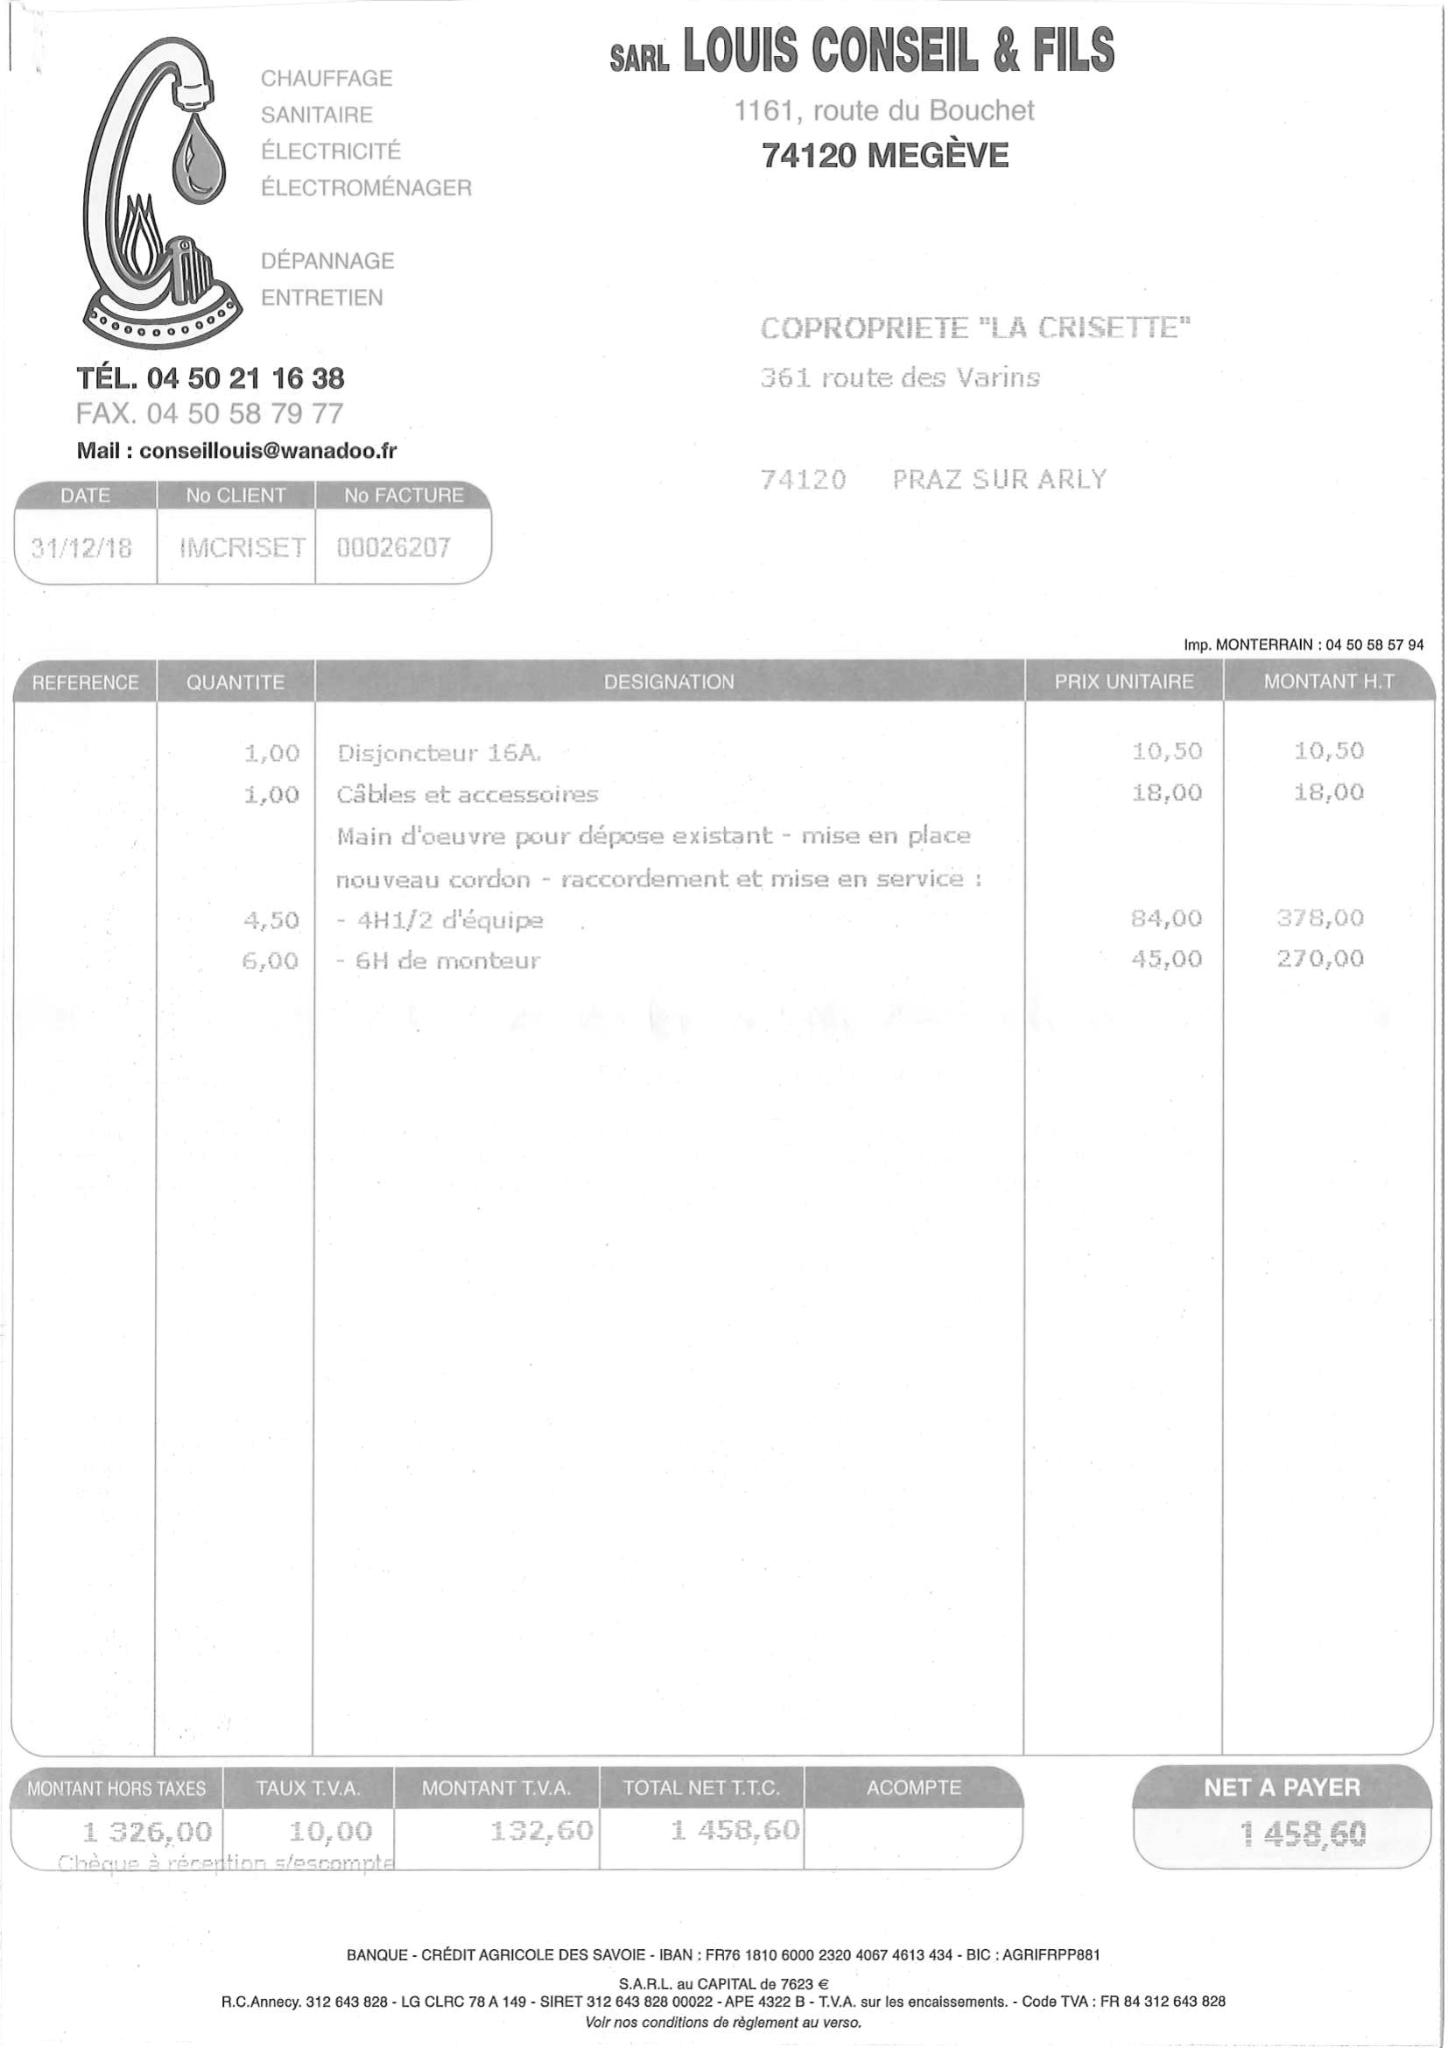 SARL LOUIS CONSEIL & FILS
1161, route du Bouchet
74120 MEGÈVE
CHAUFFAGE
SANITAIRE
ÉLECTRICITÉ
ÉLECTROMÉNAGER
DÉPANNAGE
ENTRETIEN
TÉL. 04 50 21 16 38
FAX. 04 50 58 79 77
Mail : conseillouis@wanadoo.fr
COPROPRIETE "LA CRISETTE"
361 route des Varins
74120 PRAZ SUR ARLY
DATE No CLIENT No FACTURE
31/12/18 IMCRISET 00026207
Imp. MONTERRAIN : 04 50 58 57 94
REFERENCE QUANTITE DESIGNATION PRIX UNITAIRE MONTANT H.T
1,00 Disjoncteur 16A. 10,50 10,50
1,00 Câbles et accessoires 18,00 18,00
Main d'oeuvre pour dépose existant - mise en place
nouveau cordon - raccordement et mise en service :
4,50 - 4H1/2 d'équipe 84,00 378,00
6,00 - 6H de monteur 45,00 270,00
MONTANT HORS TAXES TAUX T.V.A. MONTANT T.V.A. TOTAL NET T.T.C. ACOMPTE NET A PAYER
1 326,00 10,00 132,60 1 458,60 1 458,60
Chèque à réception s/escompte
BANQUE - CRÉDIT AGRICOLE DES SAVOIE - IBAN : FR76 1810 6000 2320 4067 4613 434 - BIC : AGRIFRPP881
S.A.R.L. au CAPITAL de 7623 €
R.C.Annecy. 312 643 828 - LG CLRC 78 A 149 - SIRET 312 643 828 00022 - APE 4322 B - T.V.A. sur les encaissements. - Code TVA : FR 84 312 643 828
Voir nos conditions de règlement au verso.